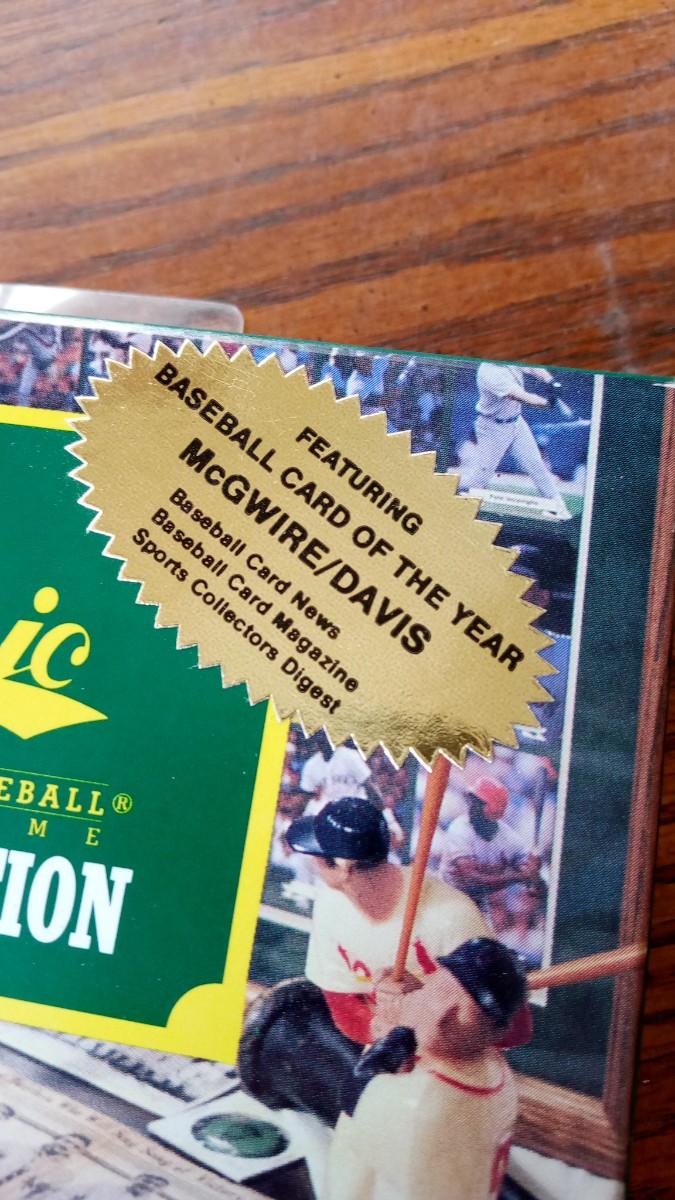 FEATURING
BASEBALL CARD OF THE YEAR
McGWIRE/DAVIS
Baseball Card News
Baseball Card Magazine
Sports Collectors Digest
ic
EBALL®
M E
TION